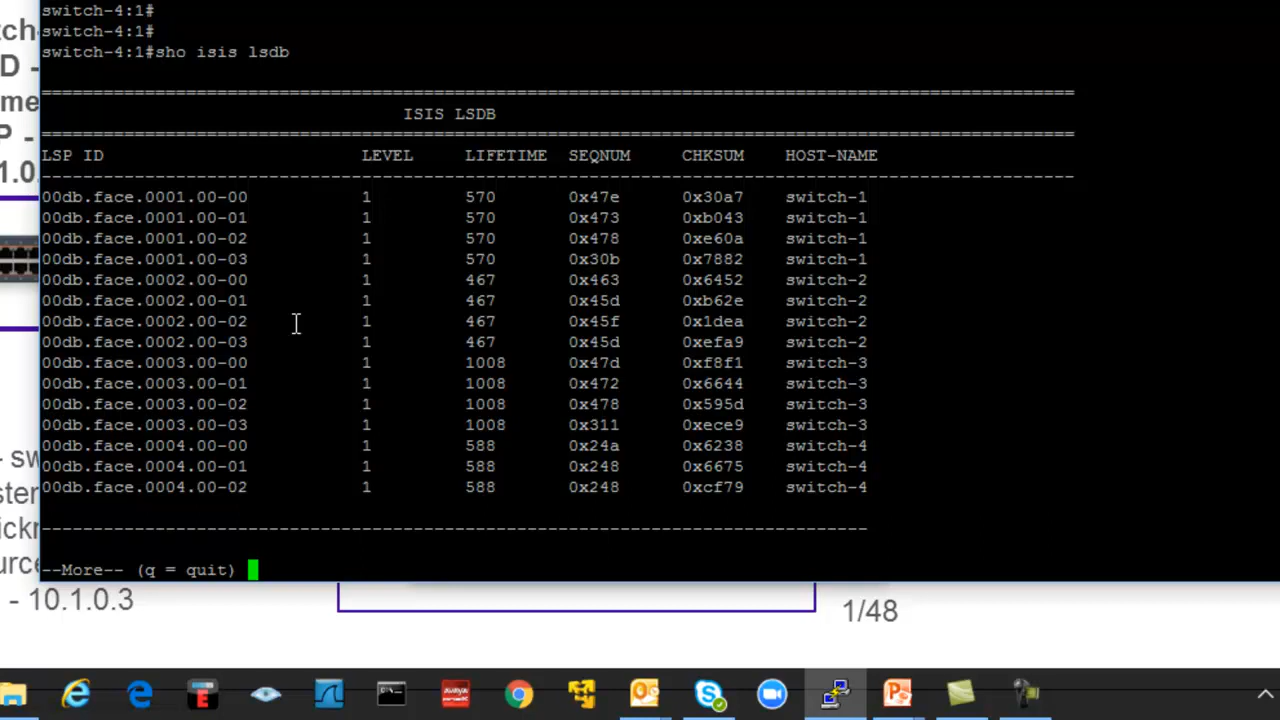 switch-4:1#
switch-4:1#
switch-4:1#sho isis lsdb
================================================================================
ISIS LSDB
================================================================================
LSP ID LEVEL LIFETIME SEQNUM CHKSUM HOST-NAME
--------------------------------------------------------------------------------
00db.face.0001.00-00 1 570 0x47e 0x30a7 switch-1
00db.face.0001.00-01 1 570 0x473 0xb043 switch-1
00db.face.0001.00-02 1 570 0x478 0xe60a switch-1
00db.face.0001.00-03 1 570 0x30b 0x7882 switch-1
00db.face.0002.00-00 1 467 0x463 0x6452 switch-2
00db.face.0002.00-01 1 467 0x45d 0xb62e switch-2
00db.face.0002.00-02 1 467 0x45f 0x1dea switch-2
00db.face.0002.00-03 1 467 0x45d 0xefa9 switch-2
00db.face.0003.00-00 1 1008 0x47d 0xf8f1 switch-3
00db.face.0003.00-01 1 1008 0x472 0x6644 switch-3
00db.face.0003.00-02 1 1008 0x478 0x595d switch-3
00db.face.0003.00-03 1 1008 0x311 0xece9 switch-3
00db.face.0004.00-00 1 588 0x24a 0x6238 switch-4
00db.face.0004.00-01 1 588 0x248 0x6675 switch-4
00db.face.0004.00-02 1 588 0x248 0xcf79 switch-4
--------------------------------------------------------------------------------
--More-- (q = quit)
- 10.1.0.3
1/48